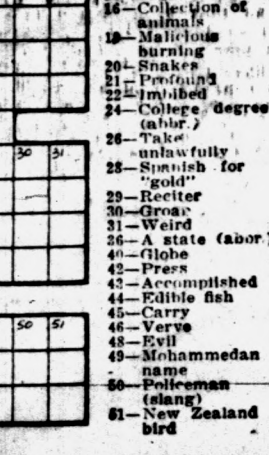 16—Collection of
animals
19—Malicious
burning
20—Snakes
21—Profound
22—Imbibed
24—College degree
(abbr.)
26—Take
unlawfully
28—Spanish for
"gold"
29—Reciter
30—Groan
31—Weird
36—A state (abbr.)
40—Globe
42—Press
43—Accomplished
44—Edible fish
45—Carry
46—Verve
48—Evil
49—Mohammedan
name
50—Policeman
(slang)
51—New Zealand
bird
30 31
50 51